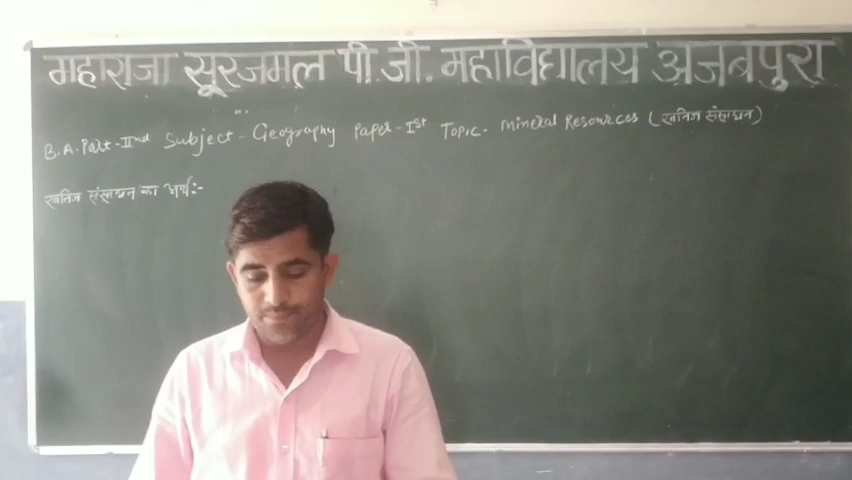 महाराजा सूरजमल पी.जी. महाविद्यालय अजबपुरा
B.A. Part-IInd Subject- Geography Paper-Ist Topic- Mineral Resources (खनिज संसाधन)
खनिज संसाधन का अर्थ:-